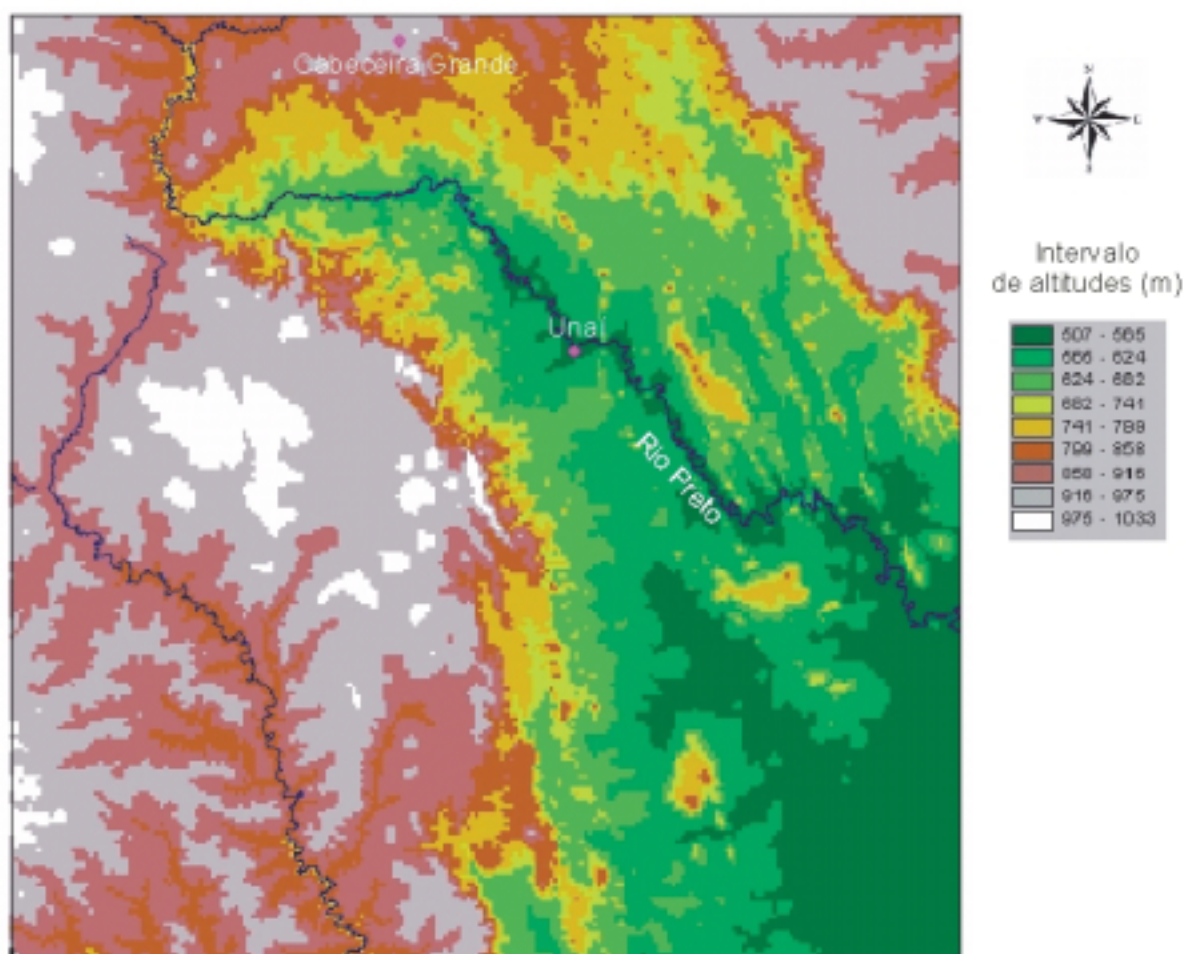 Cabeceira Grande
Unaí
Rio Preto
N
W E
S
Intervalo
de altitudes (m)
507 - 565
566 - 624
624 - 682
682 - 741
741 - 799
799 - 858
858 - 916
916 - 975
975 - 1033